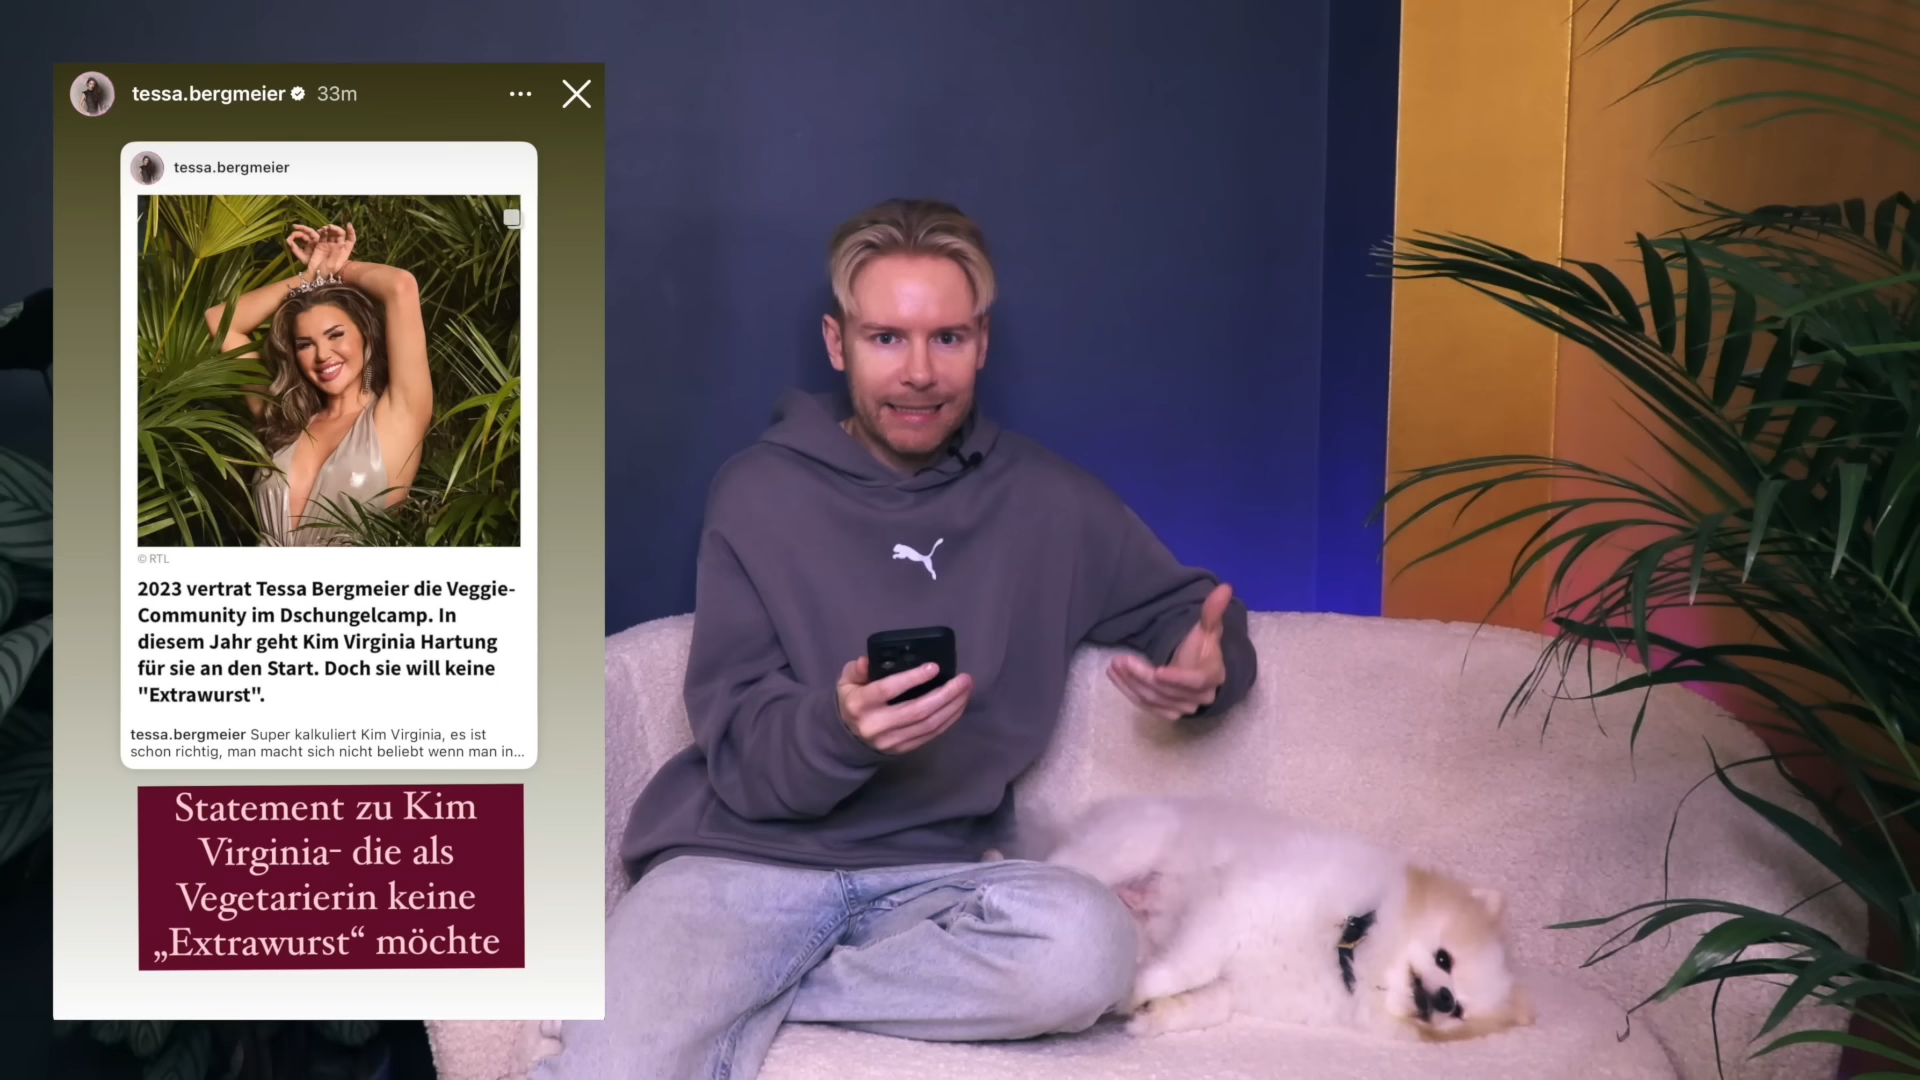 tessa.bergmeier 33m
tessa.bergmeier
© RTL
2023 vertrat Tessa Bergmeier die Veggie-
Community im Dschungelcamp. In
diesem Jahr geht Kim Virginia Hartung
für sie an den Start. Doch sie will keine
"Extrawurst".
tessa.bergmeier Super kalkuliert Kim Virginia, es ist
schon richtig, man macht sich nicht beliebt wenn man in...
Statement zu Kim
Virginia- die als
Vegetarierin keine
„Extrawurst“ möchte